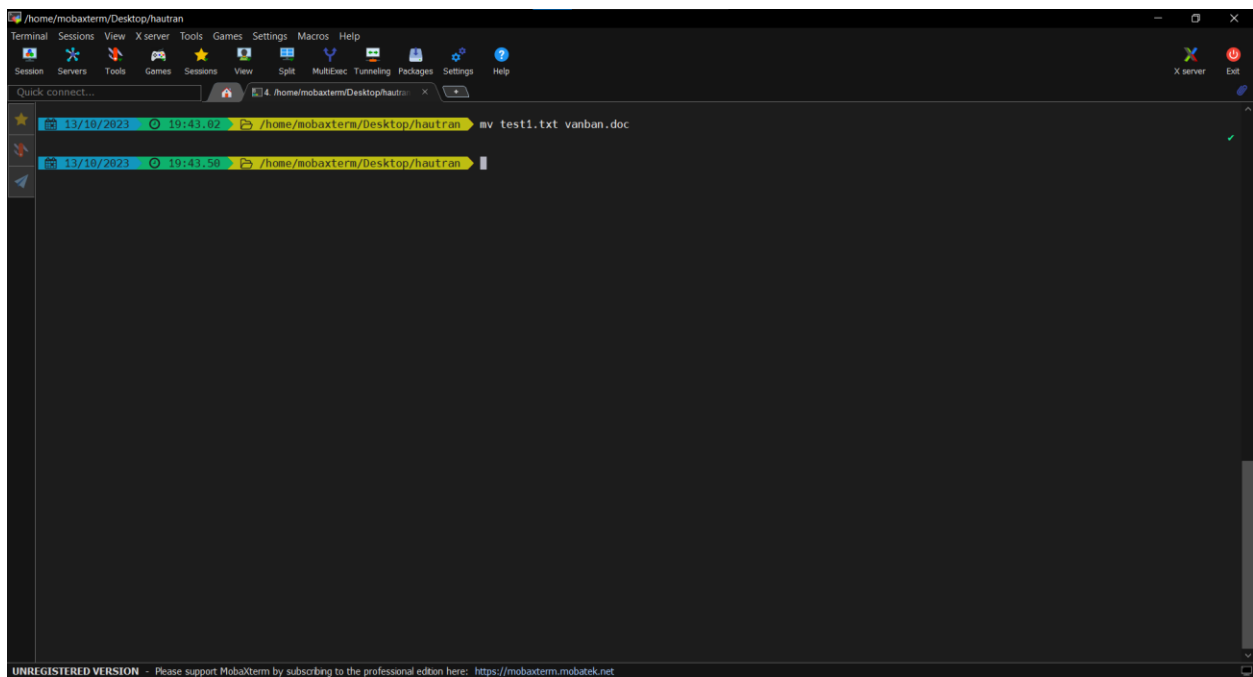 /home/mobaxterm/Desktop/hautran
Terminal Sessions View X server Tools Games Settings Macros Help
Session Servers Tools Games Sessions View Split MultiExec Tunneling Packages Settings Help X server Exit
Quick connect... 4. /home/mobaxterm/Desktop/hautran
13/10/2023 19:43.02 /home/mobaxterm/Desktop/hautran mv test1.txt vanban.doc
13/10/2023 19:43.50 /home/mobaxterm/Desktop/hautran
UNREGISTERED VERSION - Please support MobaXterm by subscribing to the professional edition here: https://mobaxterm.mobatek.net